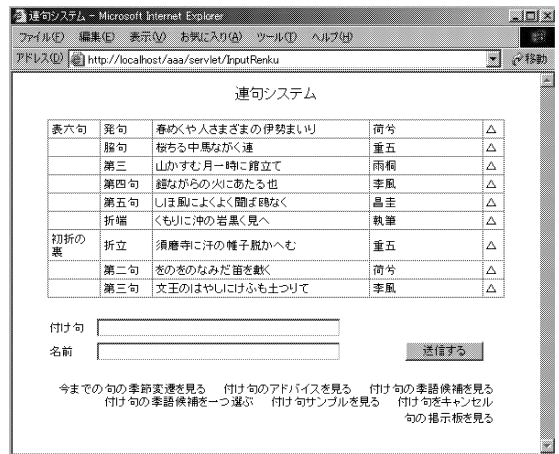 連句システム - Microsoft Internet Explorer
ファイル(F) 編集(E) 表示(V) お気に入り(A) ツール(T) ヘルプ(H)
アドレス(D) http://localhost/aaa/servlet/InputRenku 移動
連句システム
表六句 発句 春めくや人さまざまの伊勢まいり 荷兮 △
脇句 桜ちる中馬ながく連 重五 △
第三 山かすむ月一時に館立て 雨桐 △
第四句 鎧ながらの火にあたる也 李風 △
第五句 しほ風によくよく聞ば鴎なく 昌圭 △
折端 くもりに沖の岩黒く見へ 執筆 △
初折の裏 折立 須磨寺に汗の帷子脱かへむ 重五 △
第二句 をのをのなみだ笛を戴く 荷兮 △
第三句 文王のはやしにけふも土つりて 李風 △
付け句
名前 送信する
今までの句の季節変遷を見る 付け句のアドバイスを見る 付け句の季語候補を見る
付け句の季語候補を一つ選ぶ 付け句サンプルを見る 付け句をキャンセル
句の掲示板を見る